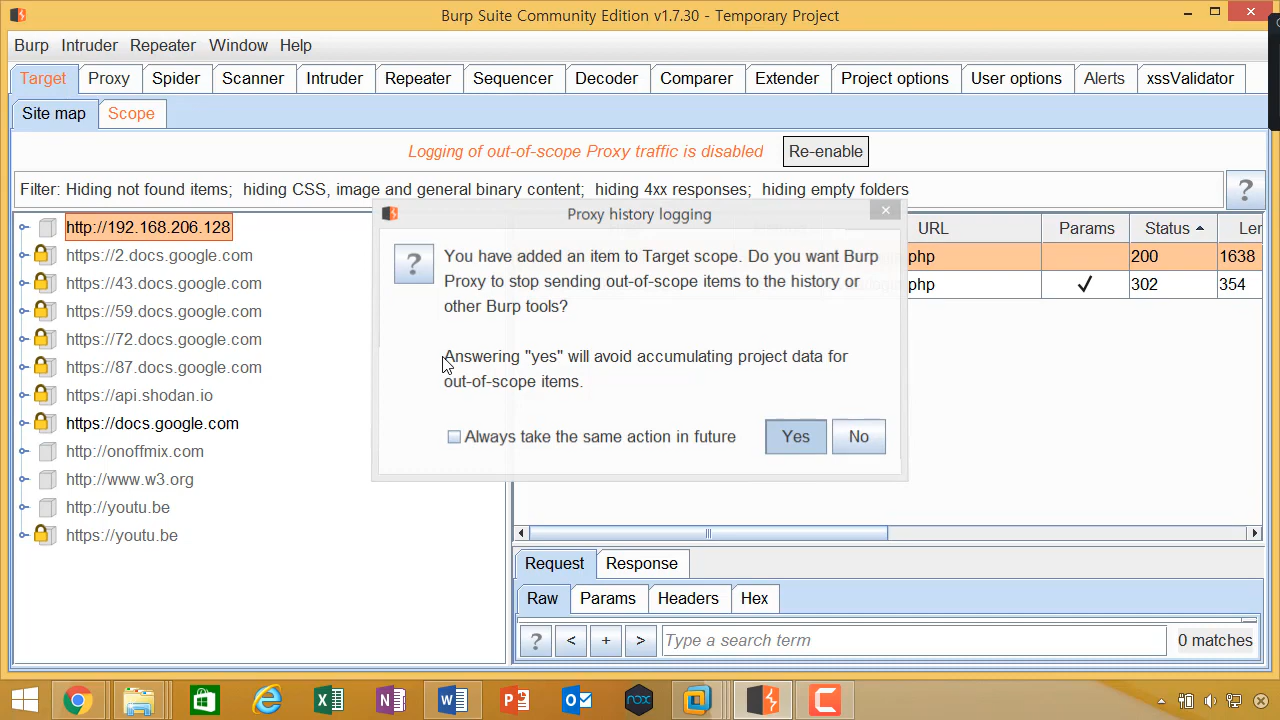 Burp Suite Community Edition v1.7.30 - Temporary Project
Burp Intruder Repeater Window Help
Target Proxy Spider Scanner Intruder Repeater Sequencer Decoder Comparer Extender Project options User options Alerts xssValidator
Site map Scope
Logging of out-of-scope Proxy traffic is disabled Re-enable
Filter: Hiding not found items; hiding CSS, image and general binary content; hiding 4xx responses; hiding empty folders ?
http://192.168.206.128
https://2.docs.google.com
https://43.docs.google.com
https://59.docs.google.com
https://72.docs.google.com
https://87.docs.google.com
https://api.shodan.io
https://docs.google.com
http://onoffmix.com
http://www.w3.org
http://youtu.be
https://youtu.be
Proxy history logging
? You have added an item to Target scope. Do you want Burp
Proxy to stop sending out-of-scope items to the history or
other Burp tools?
Answering "yes" will avoid accumulating project data for
out-of-scope items.
Always take the same action in future Yes No
URL Params Status Ler
php 200 1638
php ✓ 302 354
Request Response
Raw Params Headers Hex
? < + > Type a search term 0 matches
nox